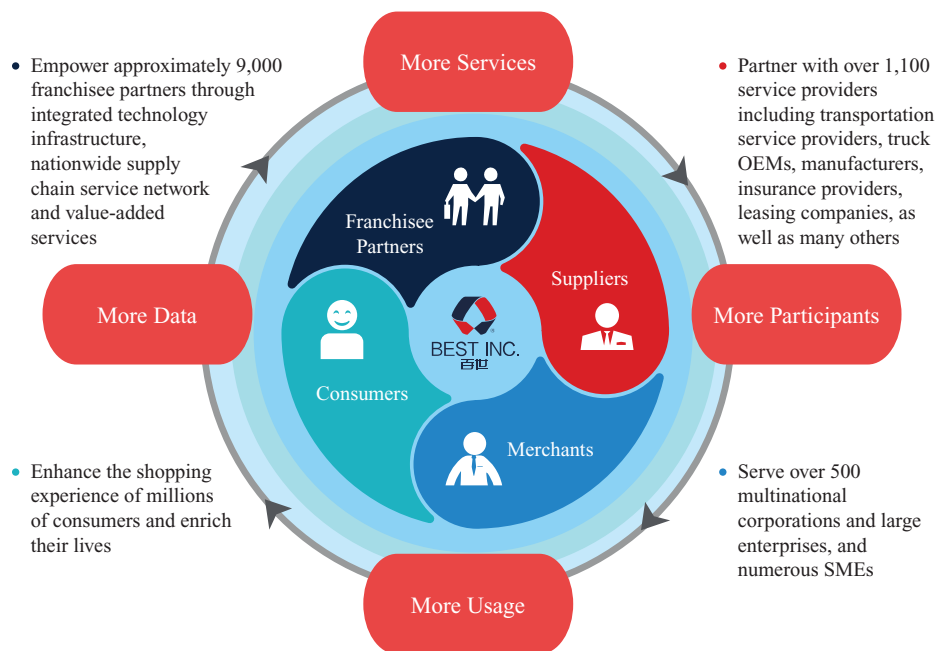 More Services
Empower approximately 9,000
franchisee partners through
integrated technology
infrastructure,
nationwide supply
chain service network
and value-added
services
Partner with over 1,100
service providers
including transportation
service providers, truck
OEMs, manufacturers,
insurance providers,
leasing companies, as
well as many others
Franchisee
Partners
Suppliers
More Data
BEST INC.
百世
More Participants
Consumers
Merchants
Enhance the shopping
experience of millions
of consumers and enrich
their lives
Serve over 500
multinational
corporations and large
enterprises, and
numerous SMEs
More Usage